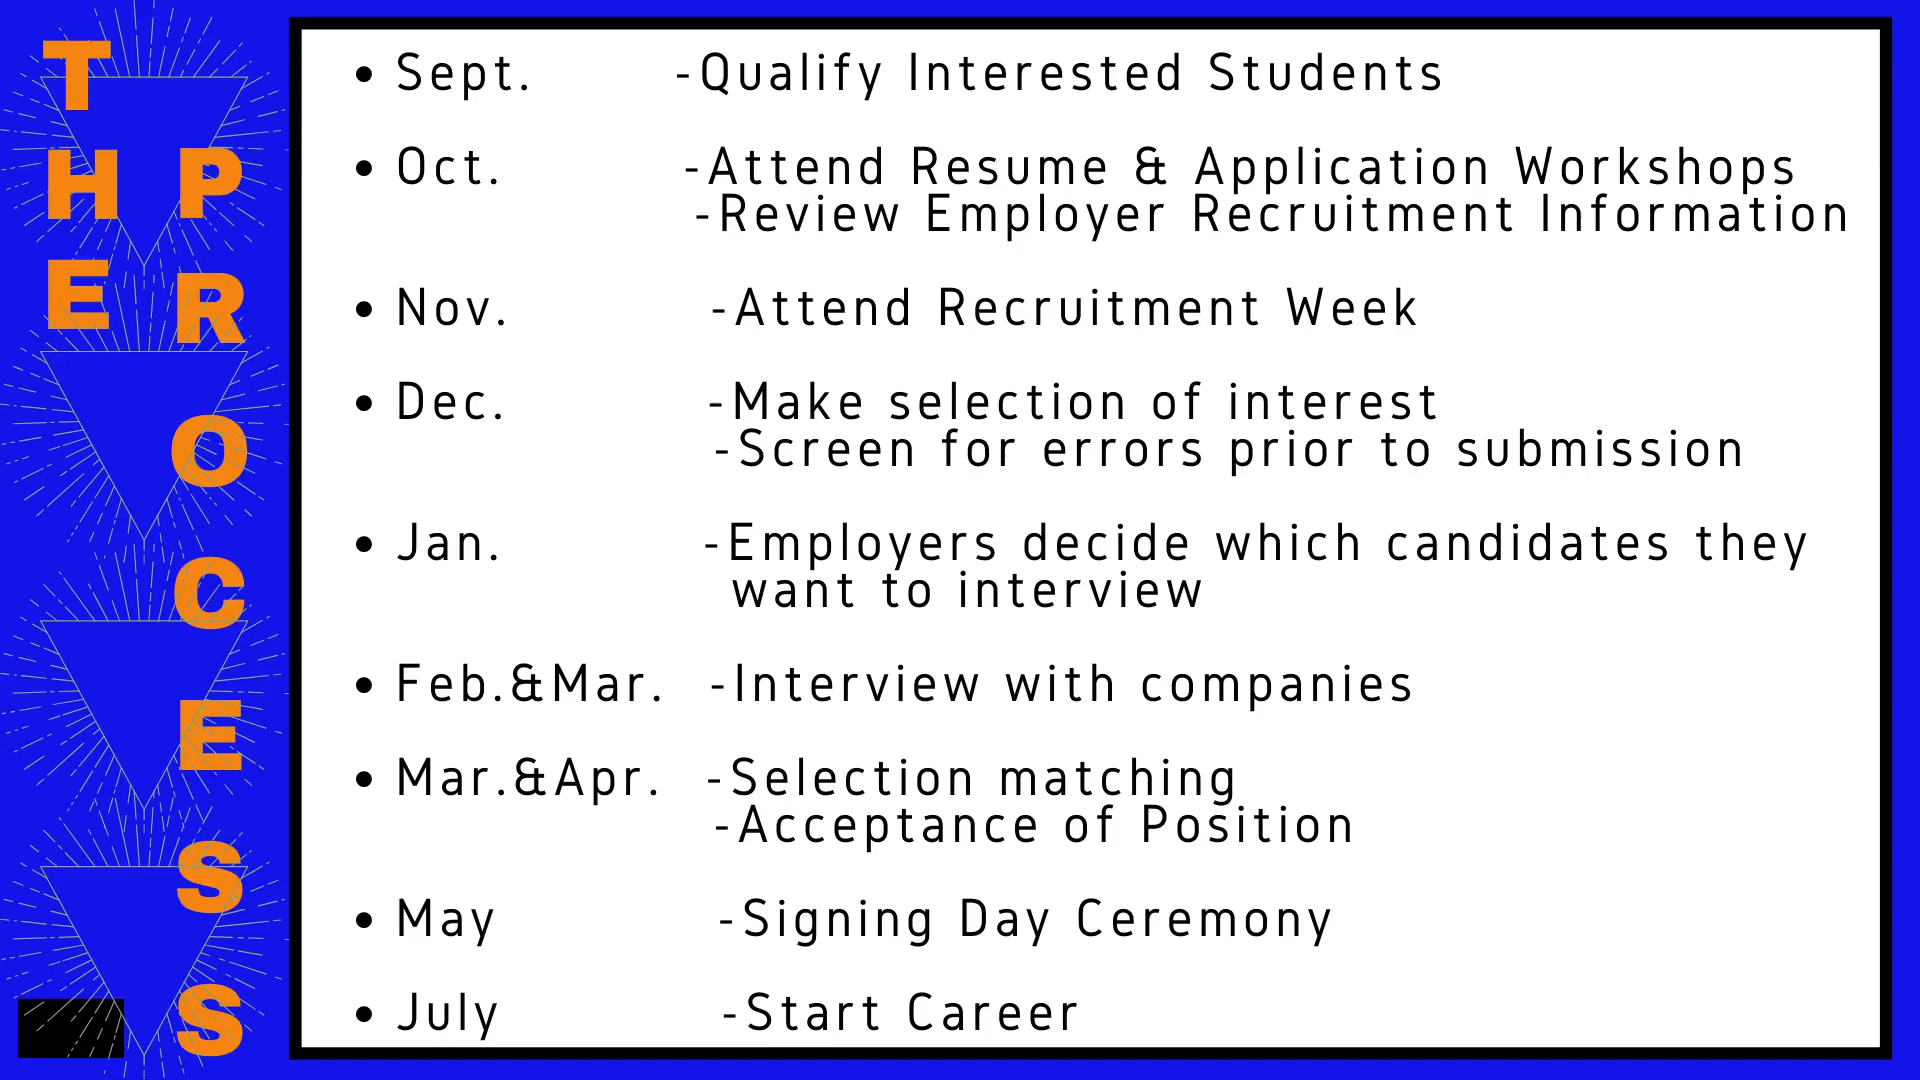 THE
PROCESS
• Sept. -Qualify Interested Students
• Oct. -Attend Resume & Application Workshops
-Review Employer Recruitment Information
• Nov. -Attend Recruitment Week
• Dec. -Make selection of interest
-Screen for errors prior to submission
• Jan. -Employers decide which candidates they
want to interview
• Feb.&Mar. -Interview with companies
• Mar.&Apr. -Selection matching
-Acceptance of Position
• May -Signing Day Ceremony
• July -Start Career